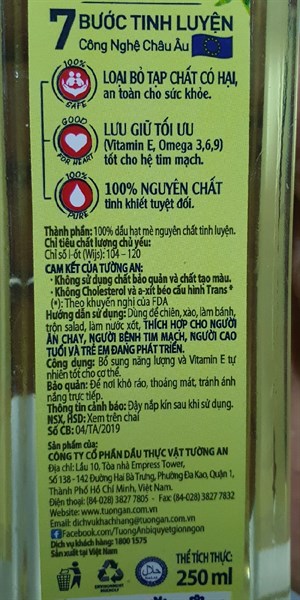 7 BƯỚC TINH LUYỆN
Công Nghệ Châu Âu
100%
SAFE
LOẠI BỎ TẠP CHẤT CÓ HẠI,
an toàn cho sức khỏe.
GOOD
FOR HEART
LƯU GIỮ TỐI ƯU
(Vitamin E, Omega 3,6,9)
tốt cho hệ tim mạch.
100%
PURE
100% NGUYÊN CHẤT
tinh khiết tuyệt đối.
Thành phần: 100% dầu hạt mè nguyên chất tinh luyện.
Chỉ tiêu chất lượng chủ yếu:
Chỉ số I-ốt (Wijs): 104 – 120
CAM KẾT CỦA TƯỜNG AN:
· Không sử dụng chất bảo quản và chất tạo màu.
· Không Cholesterol và a-xít béo cấu hình Trans *
(*): Theo khuyến nghị của FDA
Hướng dẫn sử dụng: Dùng để chiên, xào, làm bánh,
trộn salad, làm nước xốt, THÍCH HỢP CHO NGƯỜI
ĂN CHAY, NGƯỜI BỆNH TIM MẠCH, NGƯỜI CAO
TUỔI VÀ TRẺ EM ĐANG PHÁT TRIỂN.
Công dụng: Bổ sung năng lượng và Vitamin E tự
nhiên tốt cho cơ thể.
Bảo quản: Để nơi khô ráo, thoáng mát, tránh ánh
nắng trực tiếp.
Thông tin cảnh báo: Đậy nắp kín sau khi sử dụng.
NSX, HSD: Xem trên chai
Số CB: 04/TA/2019
Sản phẩm của:
CÔNG TY CỔ PHẦN DẦU THỰC VẬT TƯỜNG AN
Địa chỉ: Lầu 10, Tòa nhà Empress Tower,
Số 138 - 142 Đường Hai Bà Trưng, Phường Đa Kao, Quận 1,
Thành Phố Hồ Chí Minh, Việt Nam.
Điện thoại: (84-028) 3827 7805 - Fax: (84-028) 3827 7832
Website: www.tuongan.com.vn
Email: dichvukhachhang@tuongan.com.vn
Facebook.com/TuongAnbiquyetgionngon
Dịch vụ khách hàng: 1800 1575
Sản xuất tại Việt Nam
THỂ TÍCH THỰC:
250 ml